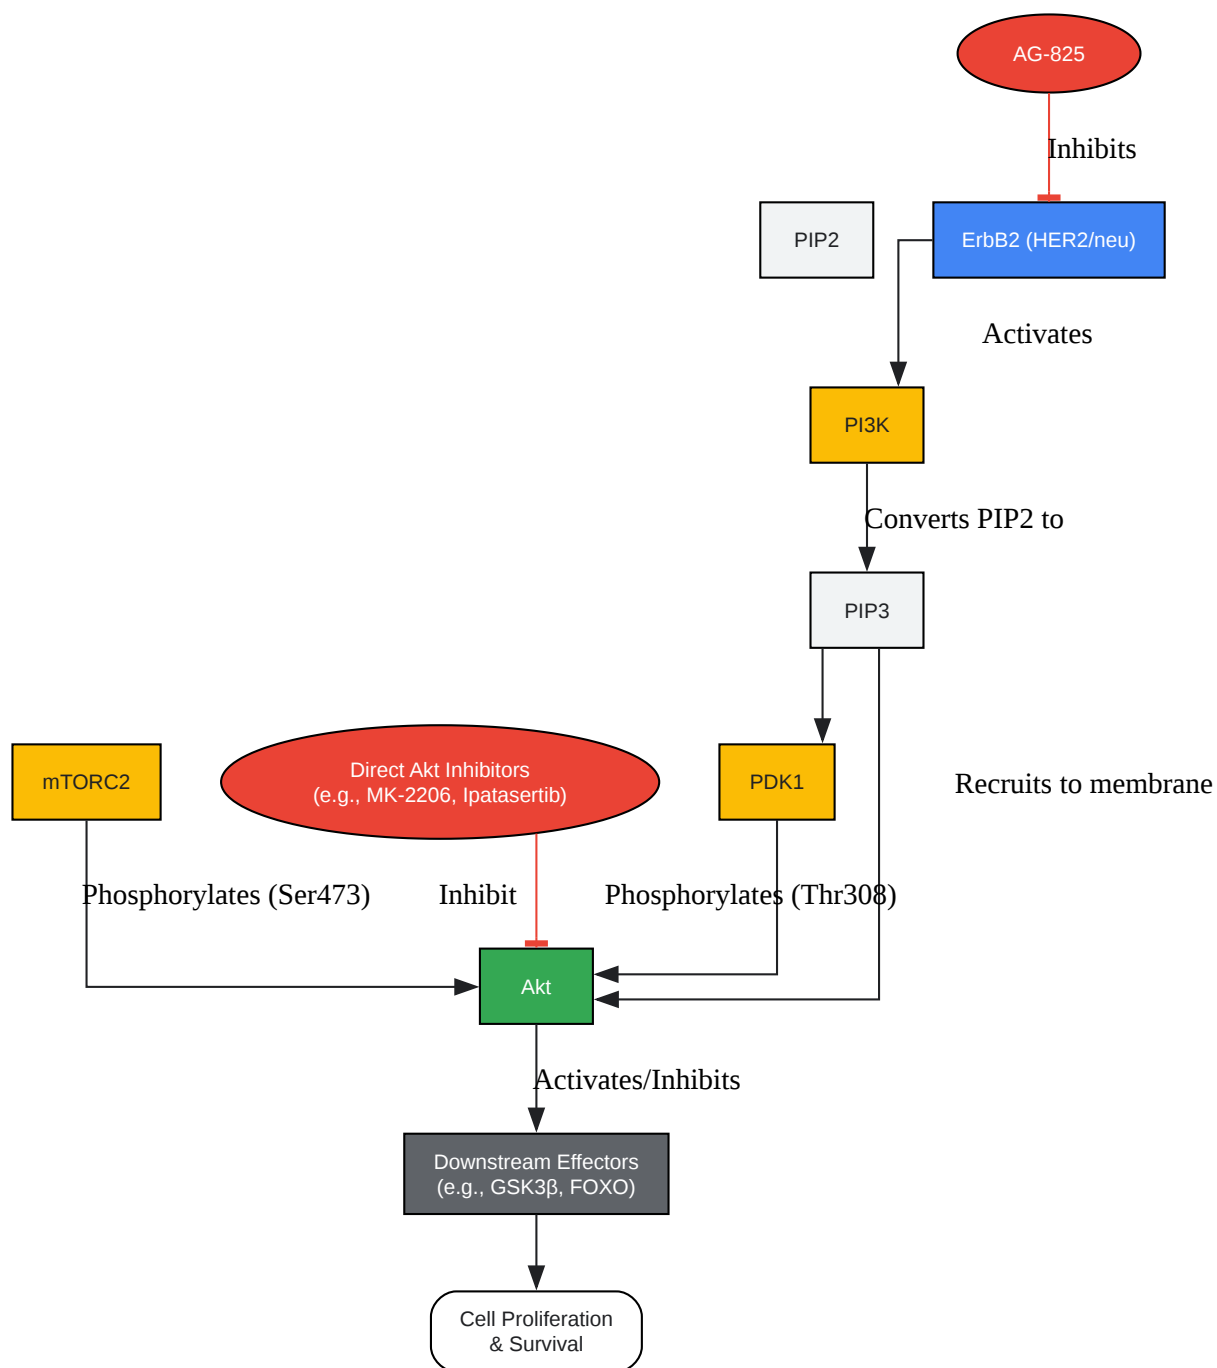 AG-825
Inhibits
PIP2
ErbB2 (HER2/neu)
Activates
PI3K
Converts PIP2 to
PIP3
mTORC2
Direct Akt Inhibitors
(e.g., MK-2206, Ipatasertib)
PDK1
Recruits to membrane
Phosphorylates (Ser473)
Inhibit
Phosphorylates (Thr308)
Akt
Activates/Inhibits
Downstream Effectors
(e.g., GSK3β, FOXO)
Cell Proliferation
& Survival